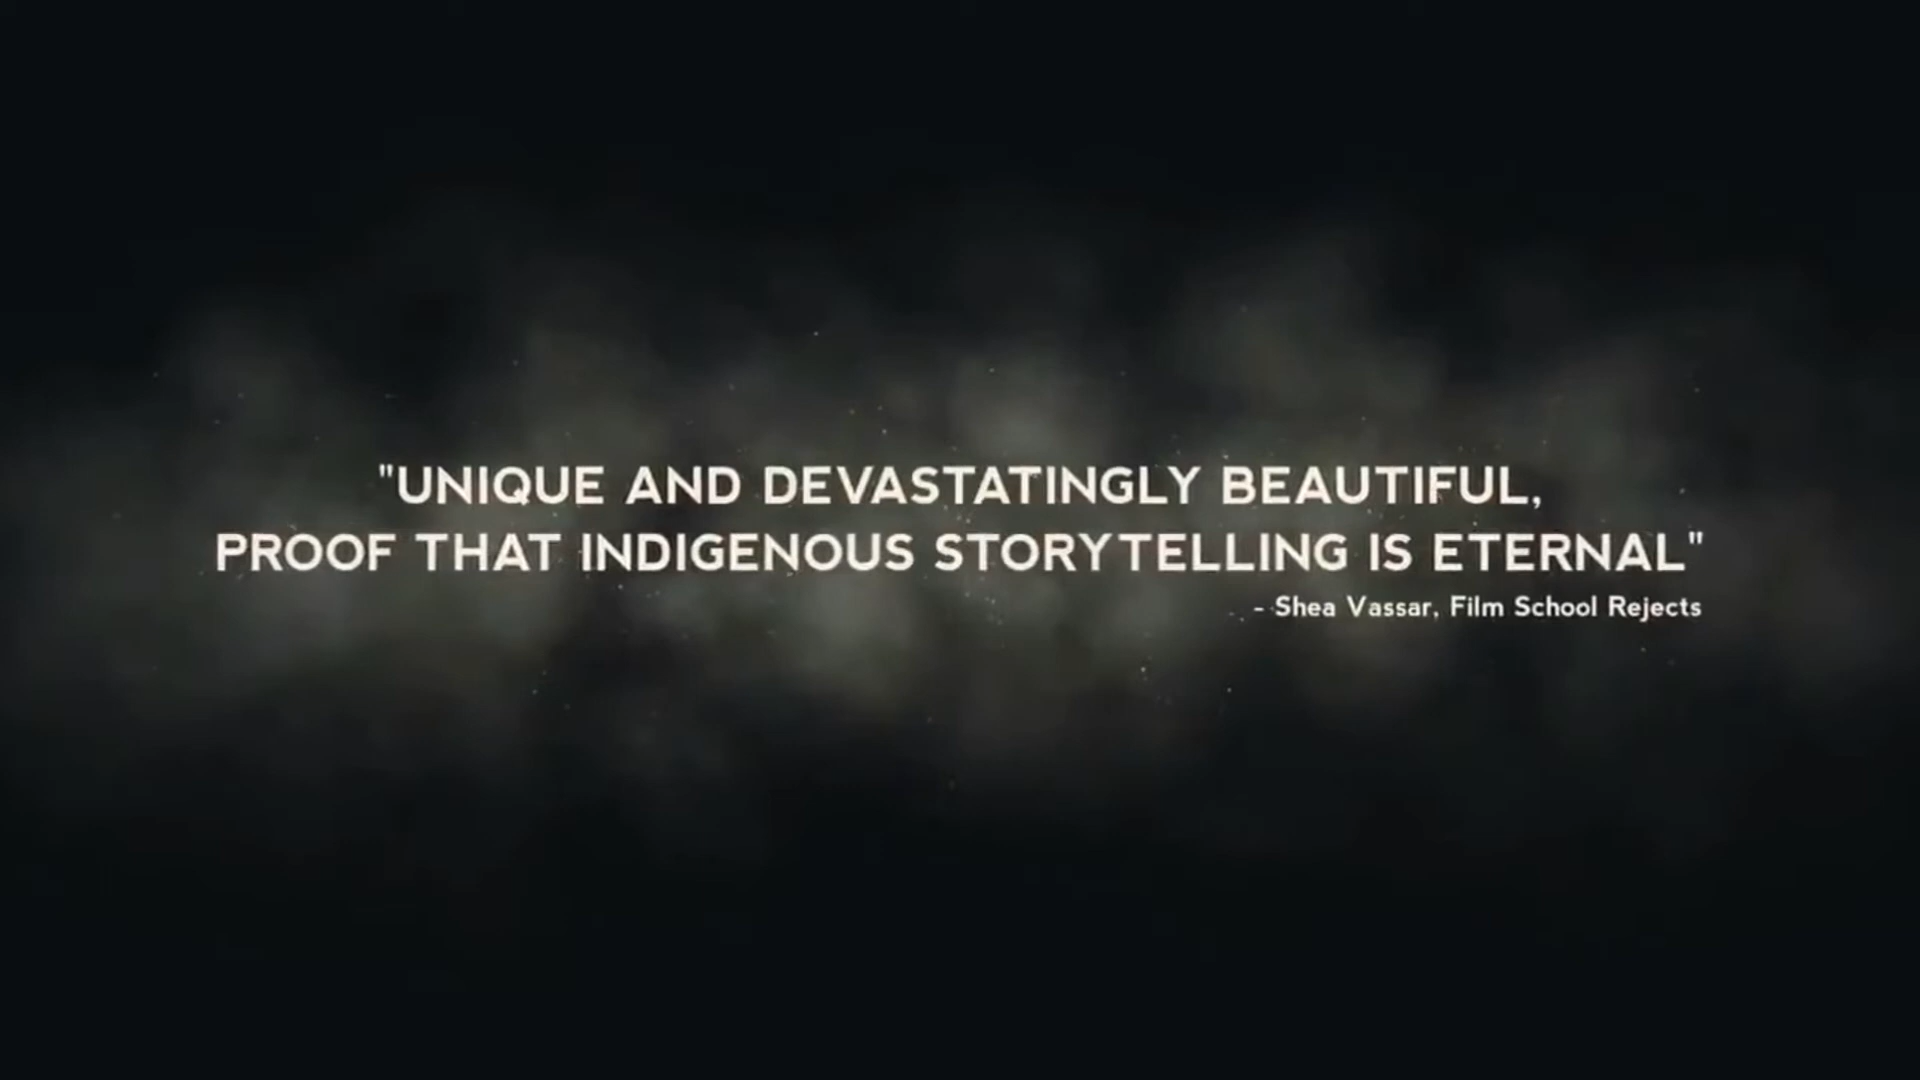 "UNIQUE AND DEVASTATINGLY BEAUTIFUL,
PROOF THAT INDIGENOUS STORYTELLING IS ETERNAL"
- Shea Vassar, Film School Rejects